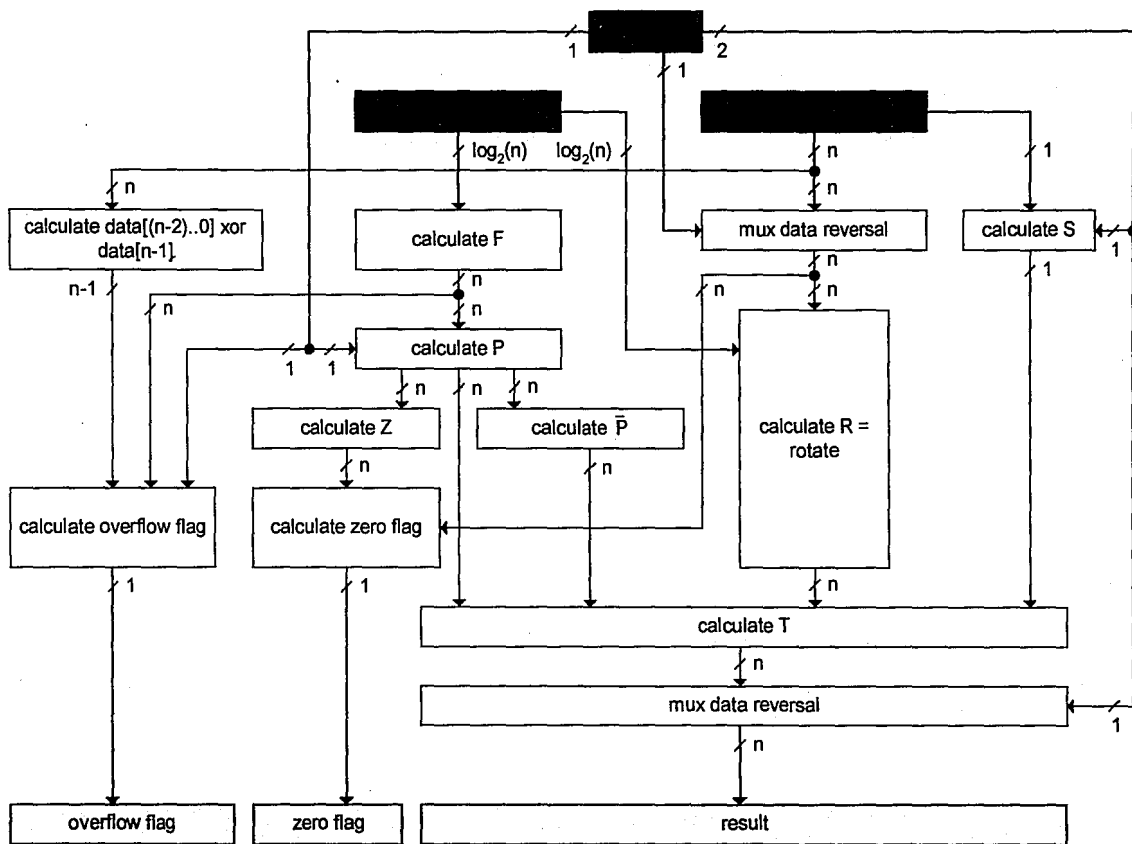 1
2
1
log2(n)
log2(n)
n
1
n
n
calculate data[(n-2)..0] xor
data[n-1].
calculate F
mux data reversal
calculate S
1
n-1
n
n
n
n
n
n
1
1
1
calculate P
n
n
n
calculate Z
calculate P̅
calculate R =
rotate
n
n
calculate overflow flag
calculate zero flag
1
1
n
calculate T
n
mux data reversal
1
n
overflow flag
zero flag
result